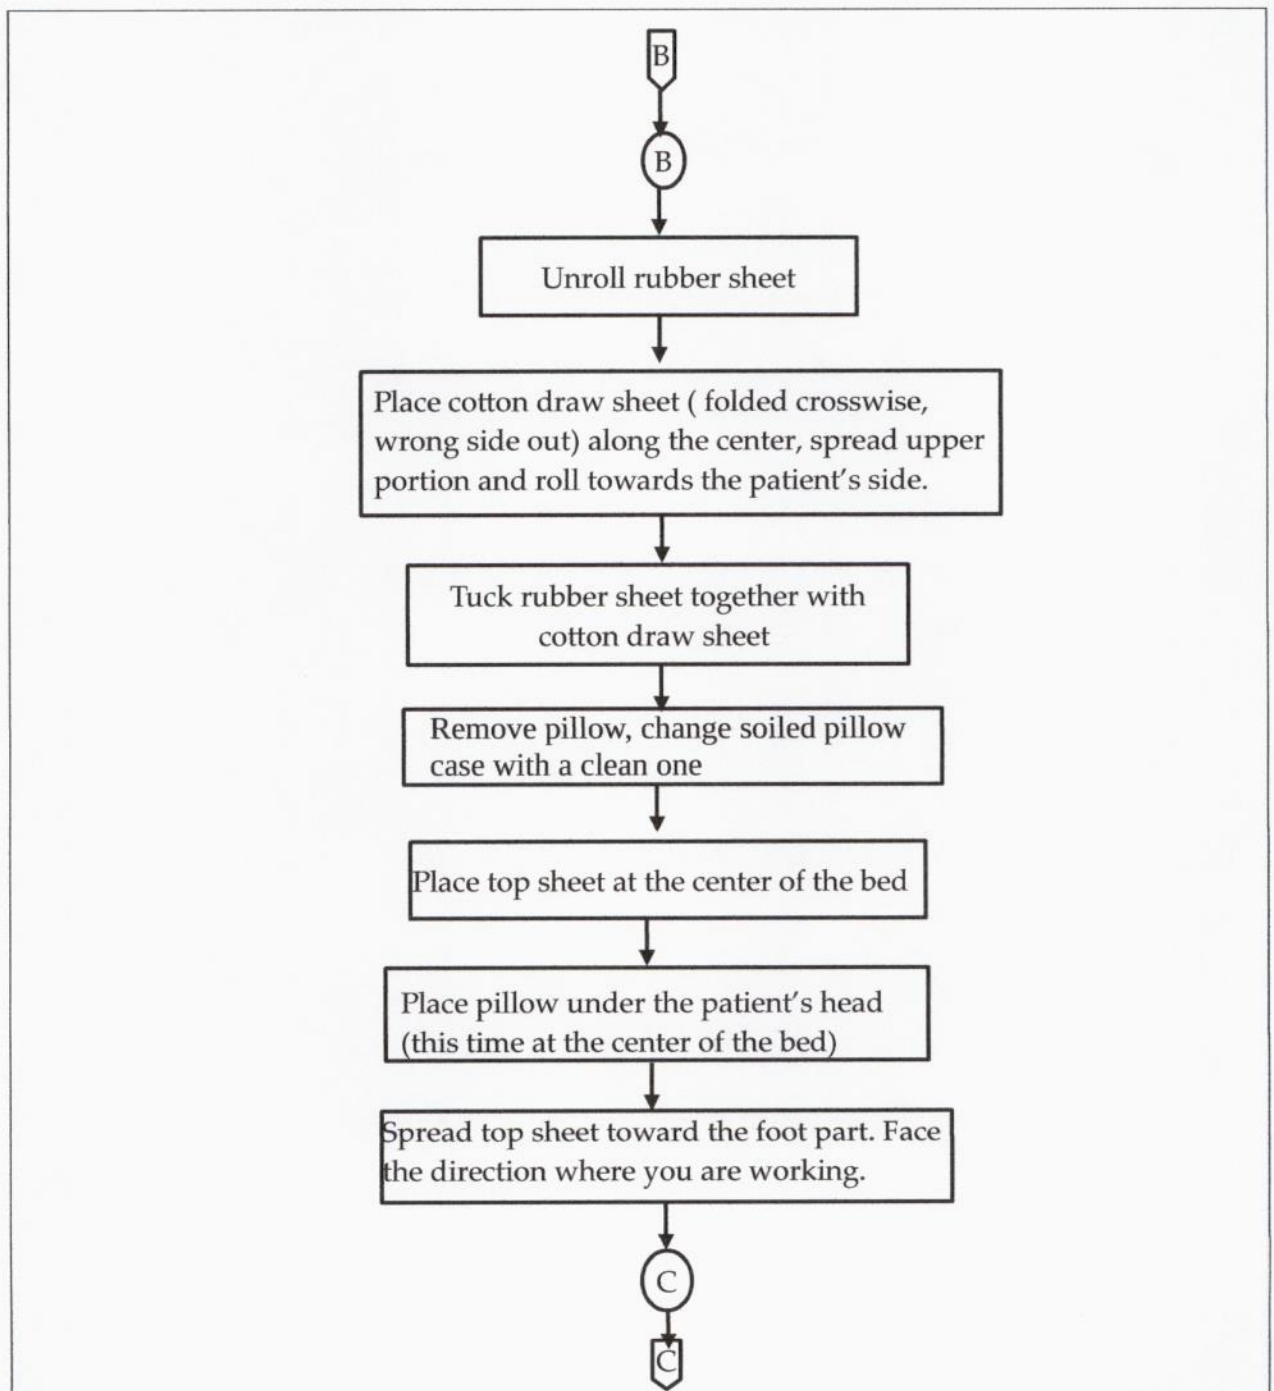 B
B
Unroll rubber sheet
Place cotton draw sheet ( folded crosswise,
wrong side out) along the center, spread upper
portion and roll towards the patient's side.
Tuck rubber sheet together with
cotton draw sheet
Remove pillow, change soiled pillow
case with a clean one
Place top sheet at the center of the bed
Place pillow under the patient's head
(this time at the center of the bed)
Spread top sheet toward the foot part. Face
the direction where you are working.
C
C